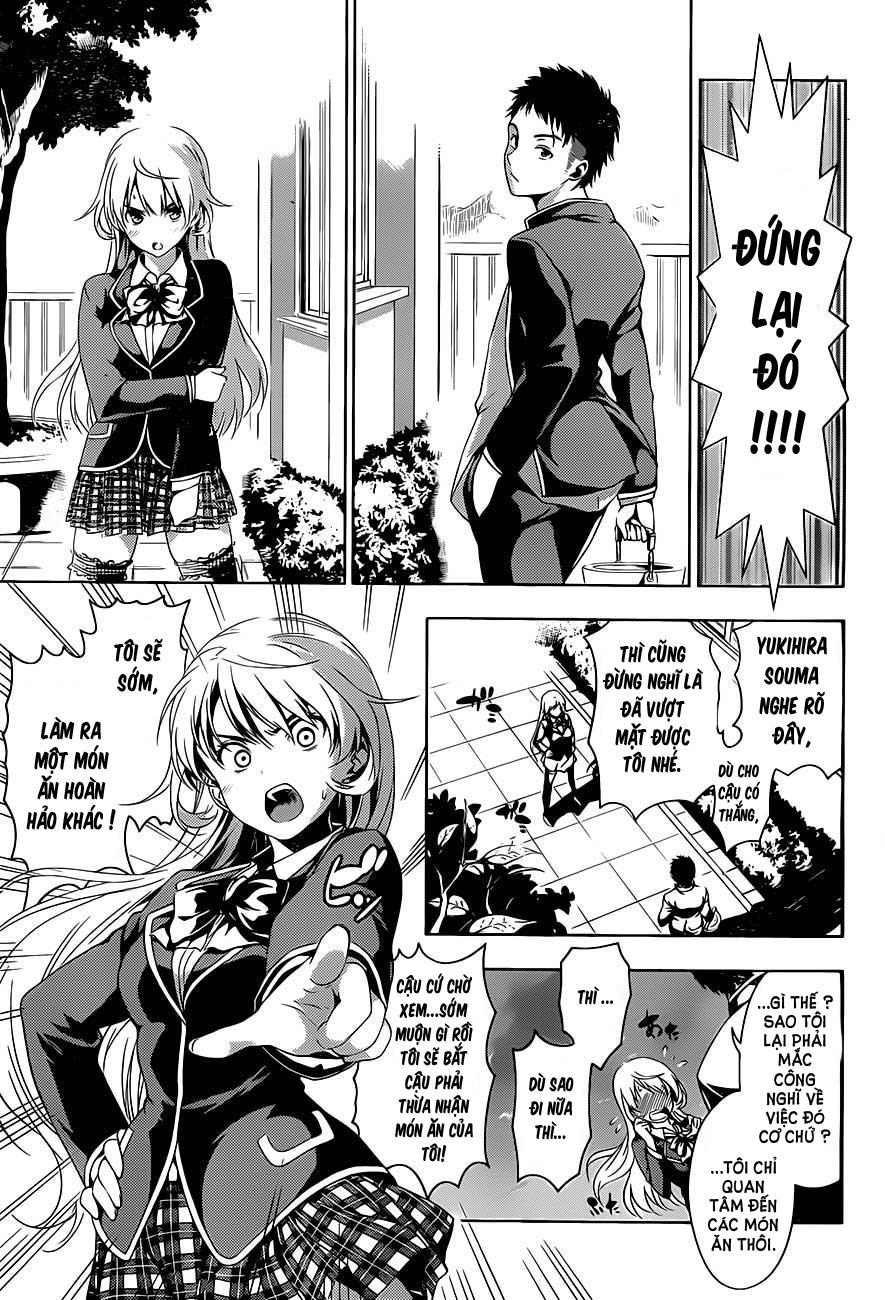 ĐỨNG
LẠI
ĐÓ
!!!!
YUKIHIRA
SOUMA
NGHE RÕ
ĐÂY,
DÙ CHO
CẬU CÓ
THẮNG,
THÌ CŨNG
ĐỪNG NGHĨ LÀ
ĐÃ VƯỢT
MẶT ĐƯỢC
TÔI NHÉ.
TÔI SẼ
SỚM,
LÀM RA
MỘT MÓN
ĂN HOÀN
HẢO KHÁC !
CẬU CỨ CHỜ
XEM...SỚM
MUỘN GÌ RỒI
TÔI SẼ BẮT
CẬU PHẢI
THỪA NHẬN
MÓN ĂN CỦA
TÔI!
...GÌ THẾ ?
SAO TÔI
LẠI PHẢI
MẮC
CÔNG
NGHĨ VỀ
VIỆC ĐÓ
CƠ CHỨ ?
...TÔI CHỈ
QUAN
TÂM ĐẾN
CÁC MÓN
ĂN THÔI.
THÌ ...
DÙ SAO
ĐI NỮA
THÌ...